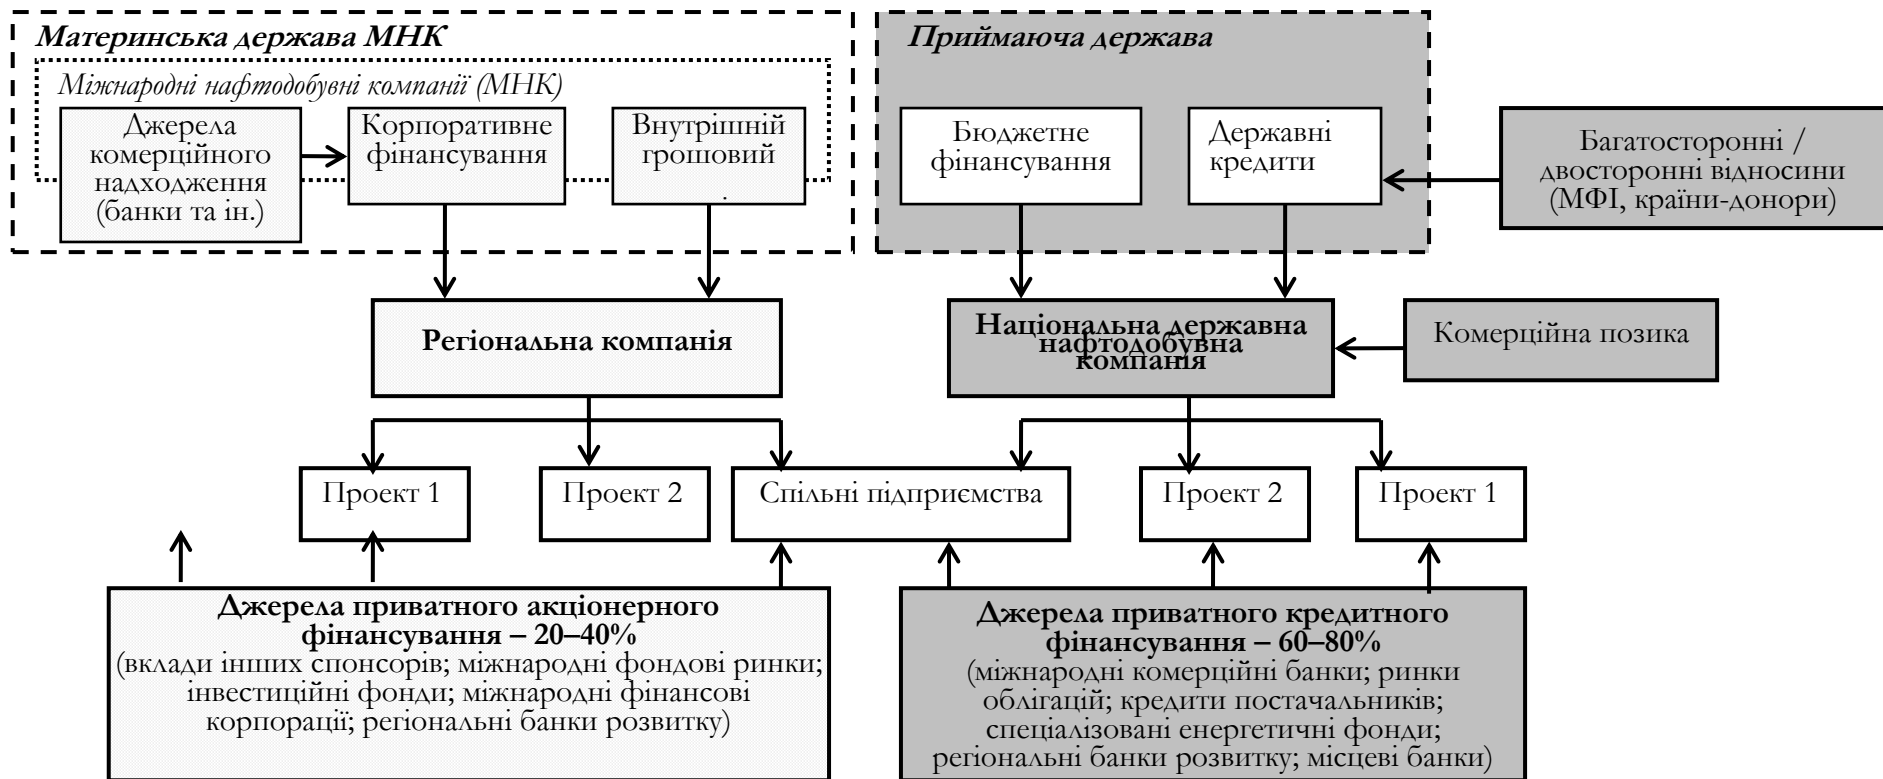 Материнська держава МНК
Міжнародні нафтодобувні компанії (МНК)
Джерела
комерційного
надходження
(банки та ін.)
Корпоративне
фінансування
Внутрішній
грошовий
Приймаюча держава
Бюджетне
фінансування
Державні
кредити
Багатосторонні /
двосторонні відносини
(МФІ, країни-донори)
Регіональна компанія
Національна державна
нафтодобувна
компанія
Комерційна позика
Проект 1
Проект 2
Спільні підприємства
Проект 2
Проект 1
Джерела приватного акціонерного
фінансування – 20–40%
(вклади інших спонсорів; міжнародні фондові ринки;
інвестиційні фонди; міжнародні фінансові
корпорації; регіональні банки розвитку)
Джерела приватного кредитного
фінансування – 60–80%
(міжнародні комерційні банки; ринки
облігацій; кредити постачальників;
спеціалізовані енергетичні фонди;
регіональні банки розвитку; місцеві банки)